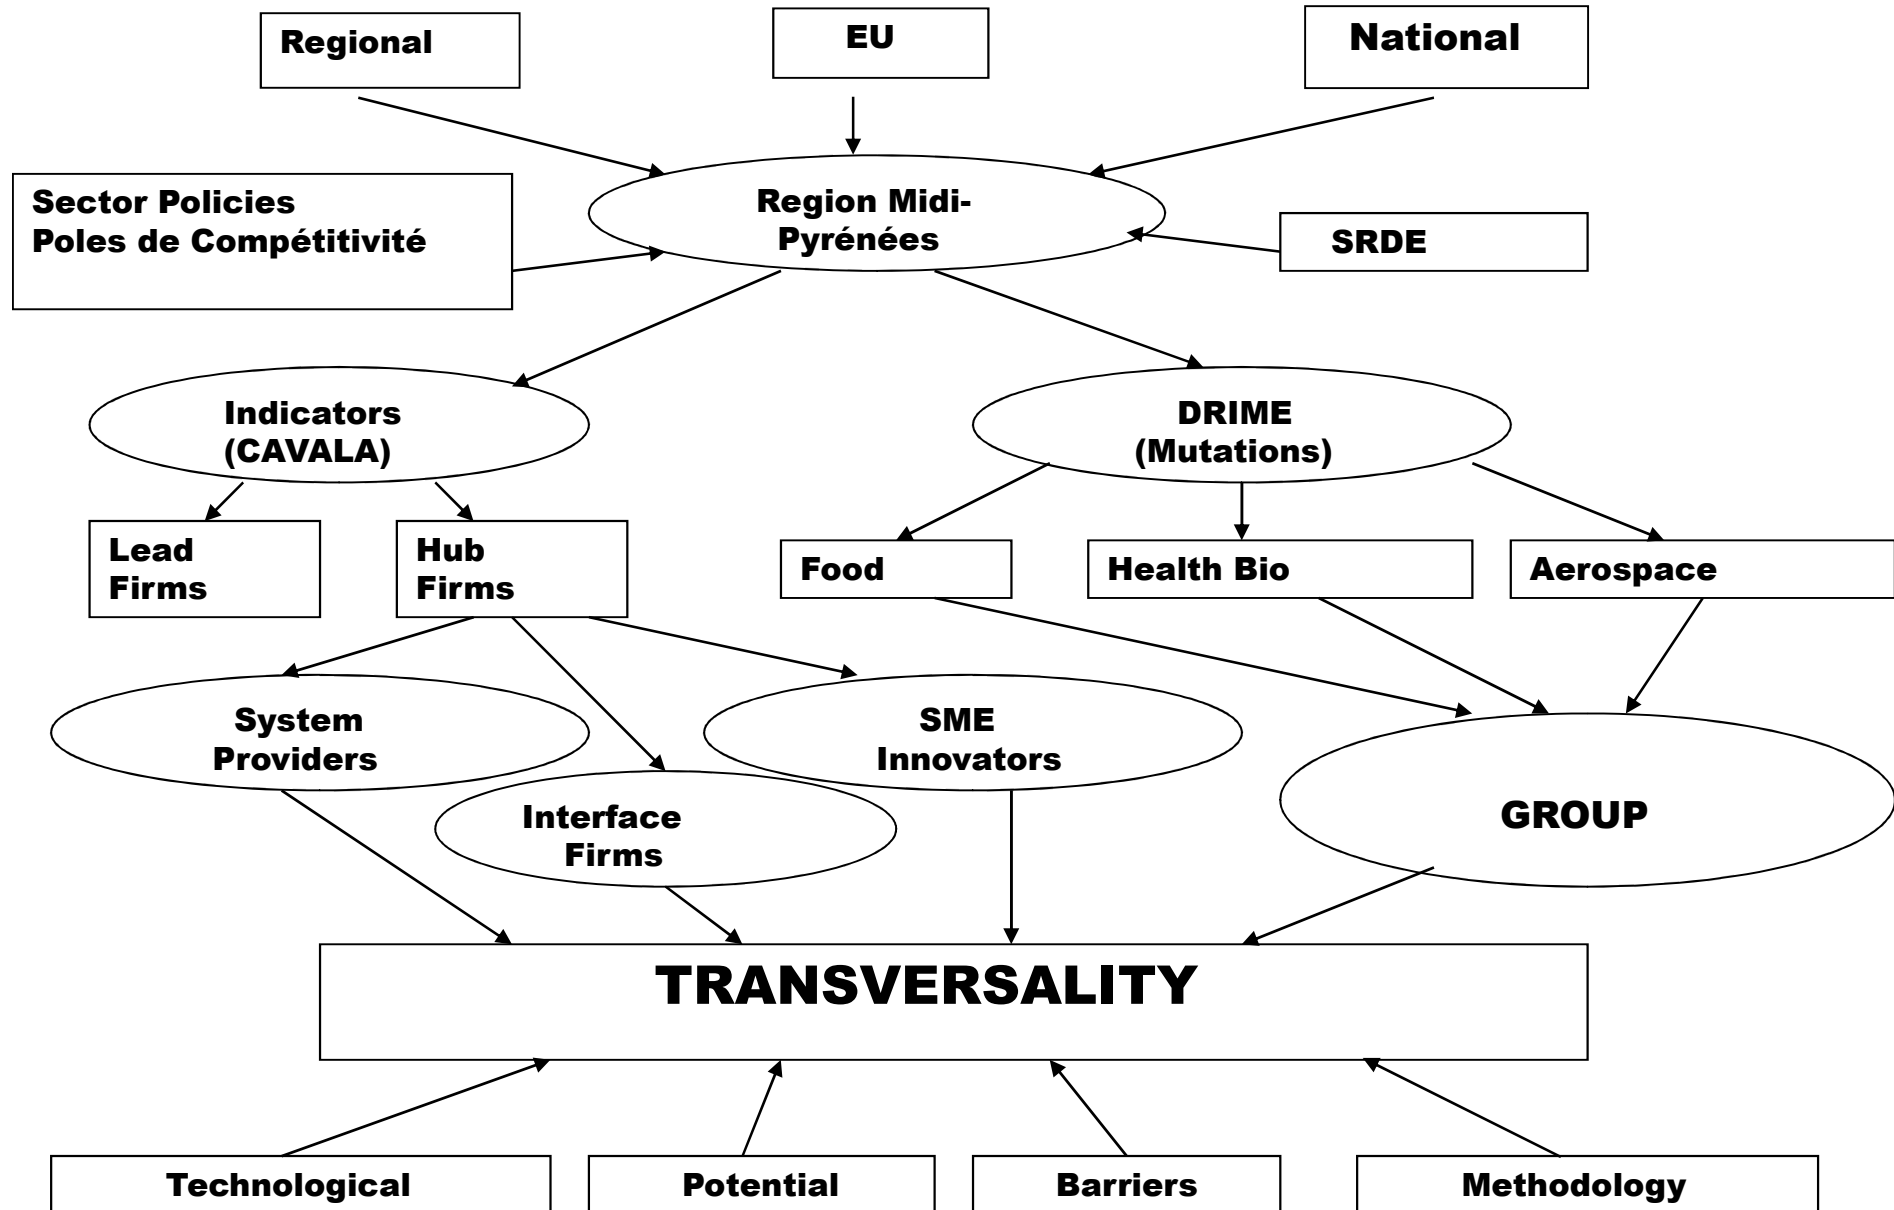 Regional
EU
National
Sector Policies
Poles de Compétitivité
Region Midi-
Pyrénées
SRDE
Indicators
(CAVALA)
DRIME
(Mutations)
Lead
Firms
Hub
Firms
Food
Health Bio
Aerospace
System
Providers
SME
Innovators
Interface
Firms
GROUP
TRANSVERSALITY
Technological
Potential
Barriers
Methodology